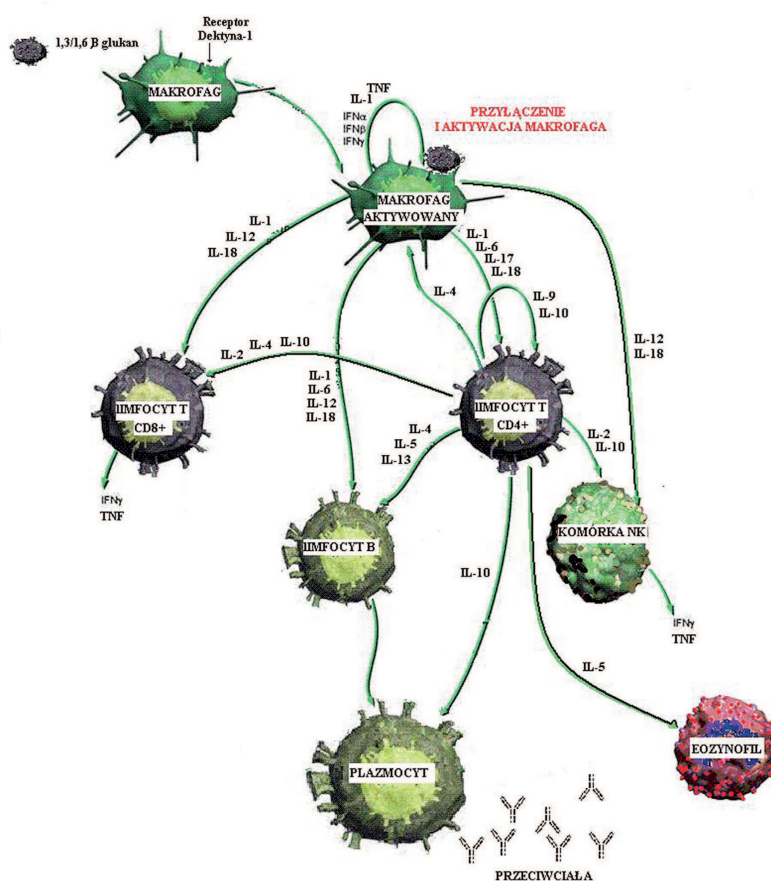 Receptor
Dektyna-1
1,3/1,6 β glukan
MAKROFAG
TNF
IL-1
IFNα
IFNβ
IFNγ
PRZYŁĄCZENIE
I AKTYWACJA MAKROFAGA
MAKROFAG
AKTYWOWANY
IL-1
IL-12
IL-18
IL-1
IL-6
IL-17
IL-18
IL-4
IL-9
IL-10
IL-12
IL-18
IL-2
IL-4
IL-10
IL-1
IL-6
IL-12
IL-18
lIMFOCYT T
CD8+
lIMFOCYT T
CD4+
IL-4
IL-5
IL-13
IL-2
IL-10
IFNγ
TNF
lIMFOCYT B
KOMÓRKA NK
IL-10
IFNγ
TNF
IL-5
EOZYNOFIL
PLAZMOCYT
PRZECIWCIAŁA